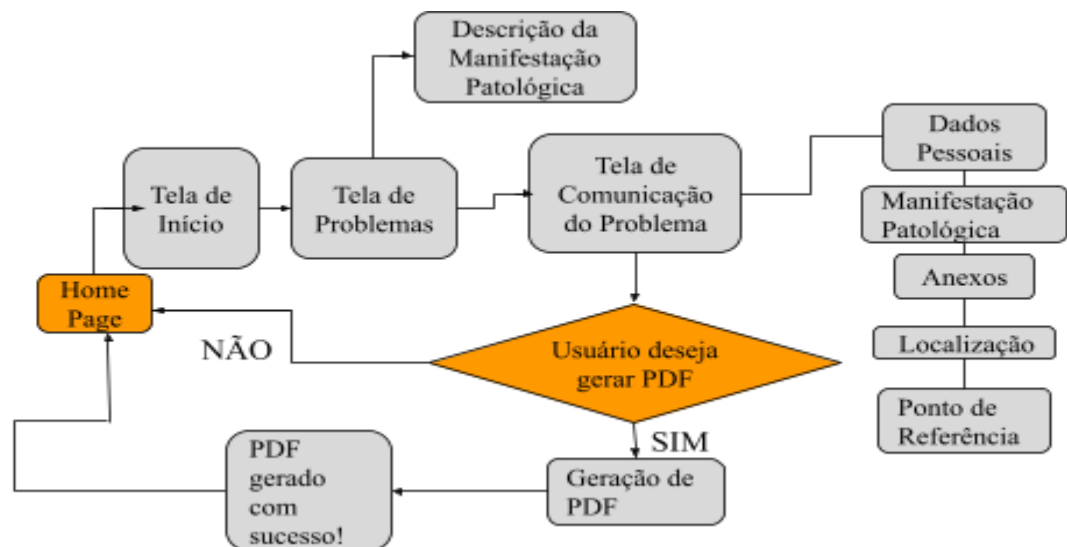 Descrição da
Manifestação
Patológica
Tela de
Início
Tela de
Problemas
Tela de
Comunicação
do Problema
Dados
Pessoais
Manifestação
Patológica
Anexos
Localização
Ponto de
Referência
Home
Page
NÃO
Usuário deseja
gerar PDF
SIM
Geração de
PDF
PDF
gerado
com
sucesso!